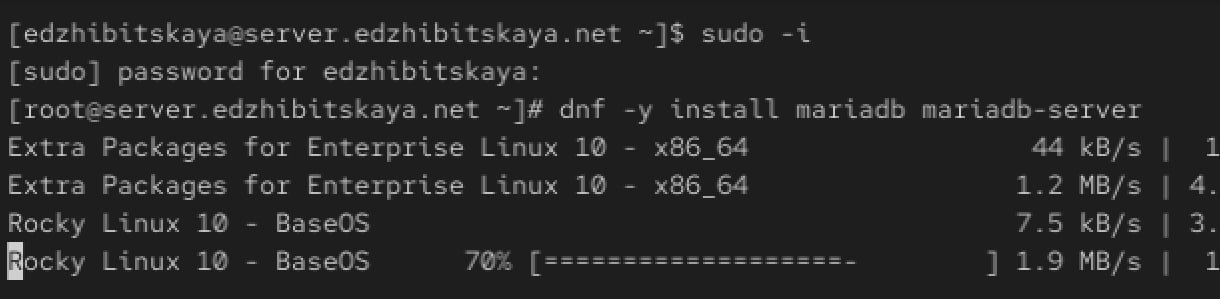 [edzhibitskaya@server.edzhibitskaya.net ~]$ sudo -i
[sudo] password for edzhibitskaya:
[root@server.edzhibitskaya.net ~]# dnf -y install mariadb mariadb-server
Extra Packages for Enterprise Linux 10 - x86_64 44 kB/s | 1
Extra Packages for Enterprise Linux 10 - x86_64 1.2 MB/s | 4.
Rocky Linux 10 - BaseOS 7.5 kB/s | 3.
Rocky Linux 10 - BaseOS 70% [===================- ] 1.9 MB/s | 1